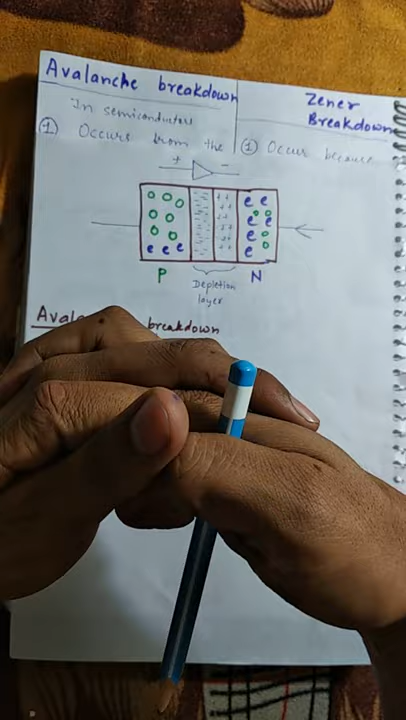 Avalanche breakdown
Zener
Breakdown
In semiconductors
① Occurs from the
① Occur because
+ -
e e
e
e e
e
e
e e e
P
N
Depletion
layer
breakdown